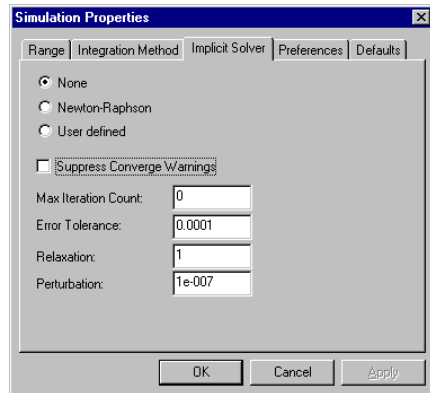 Simulation Properties
Range Integration Method Implicit Solver Preferences Defaults
None
Newton-Raphson
User defined
Suppress Converge Warnings
Max Iteration Count: 0
Error Tolerance: 0.0001
Relaxation: 1
Perturbation: 1e-007
OK Cancel Apply